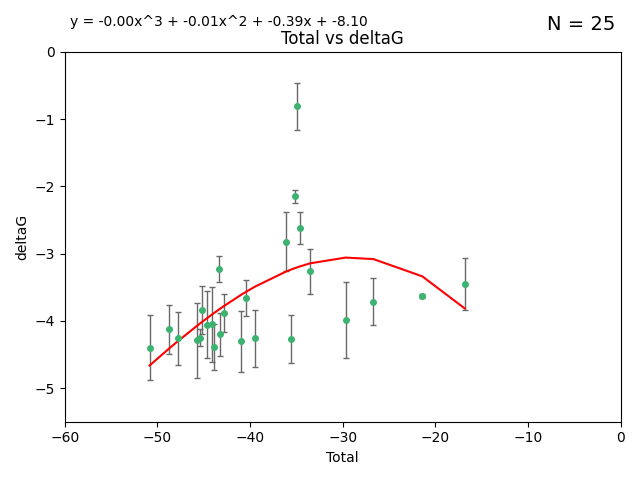 y = -0.00x^3 + -0.01x^2 + -0.39x + -8.10
N = 25
Total vs deltaG
0
−1
−2
−3
−4
−5
deltaG
−60 −50 −40 −30 −20 −10 0
Total